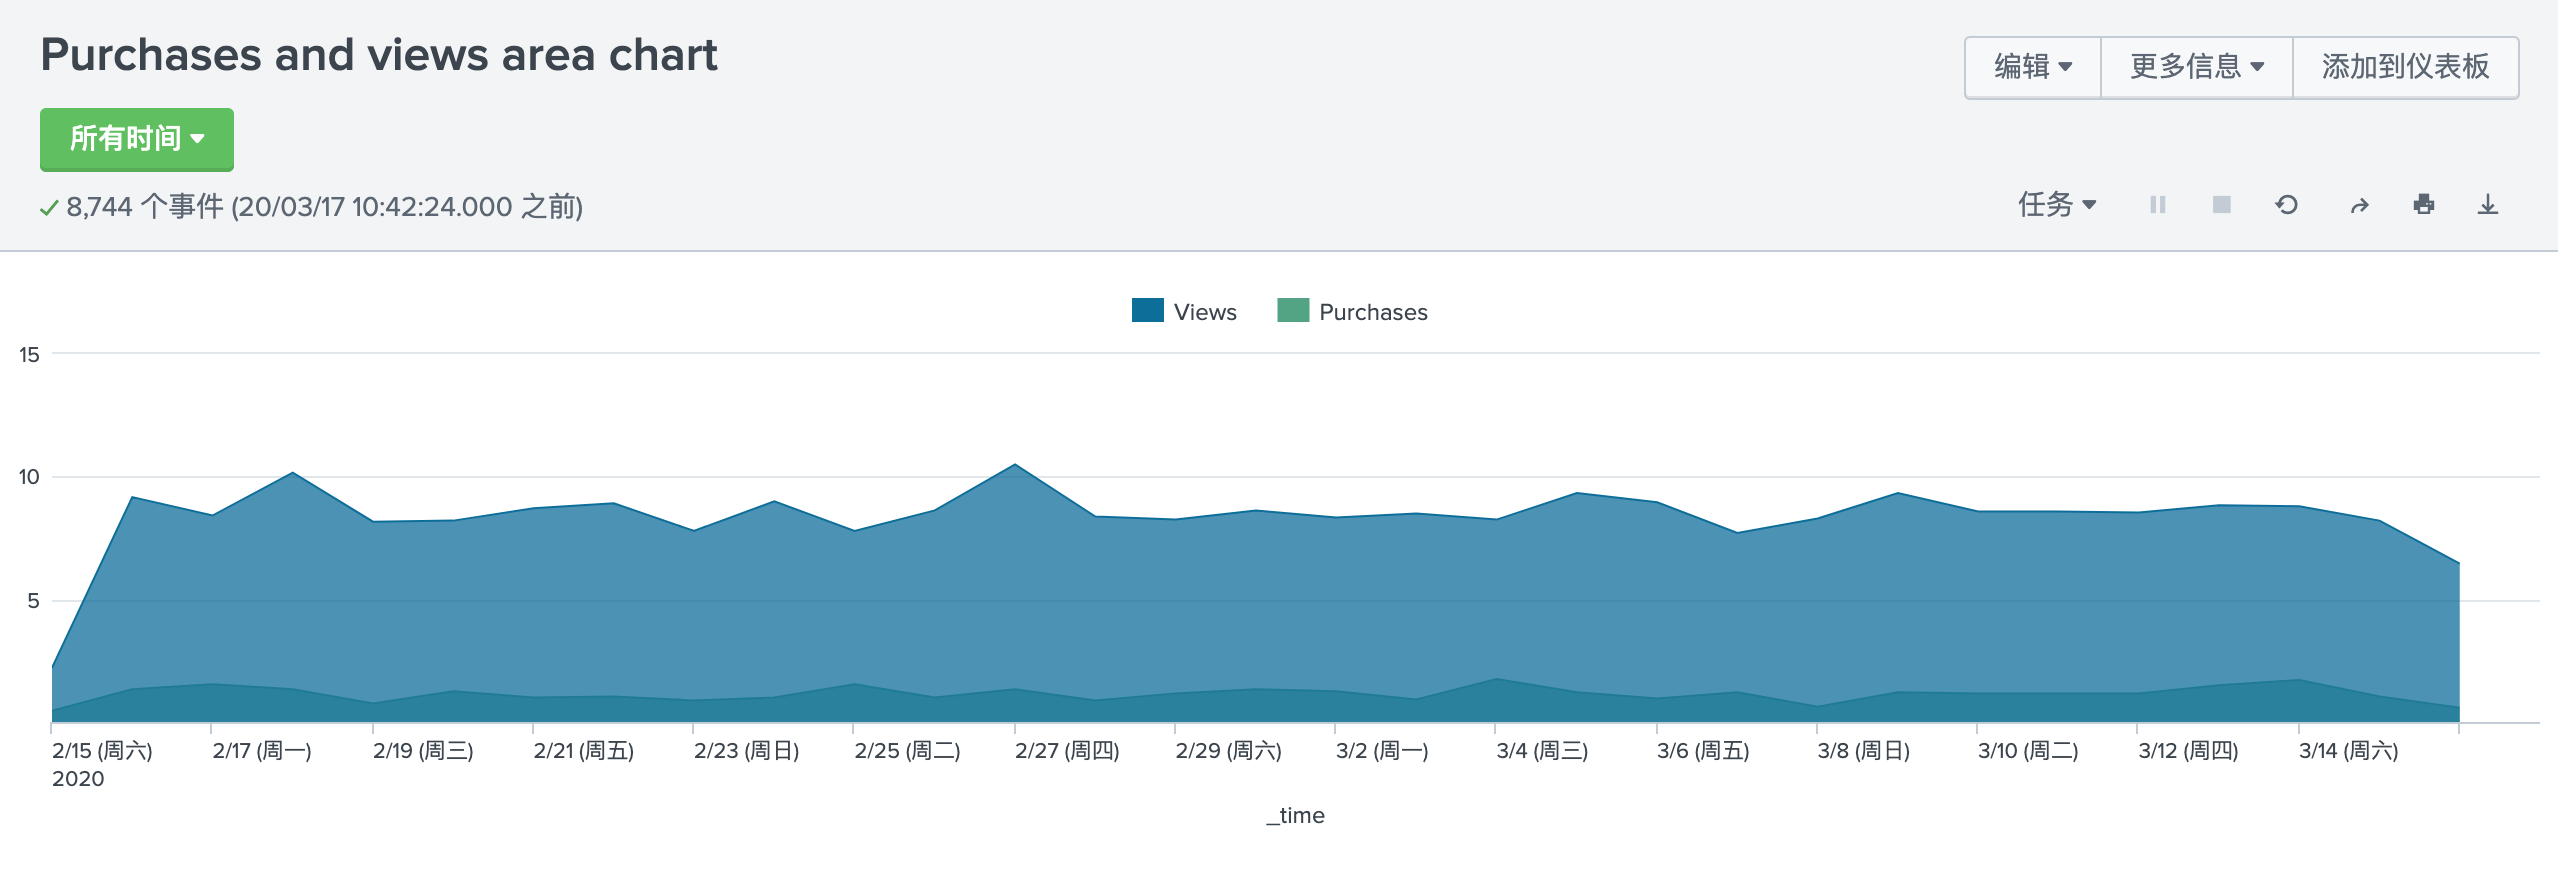 Purchases and views area chart
编辑 更多信息 添加到仪表板
所有时间
8,744 个事件 (20/03/17 10:42:24.000 之前)
任务
Views Purchases
15
10
5
2/15 (周六) 2/17 (周一) 2/19 (周三) 2/21 (周五) 2/23 (周日) 2/25 (周二) 2/27 (周四) 2/29 (周六) 3/2 (周一) 3/4 (周三) 3/6 (周五) 3/8 (周日) 3/10 (周二) 3/12 (周四) 3/14 (周六)
2020
_time